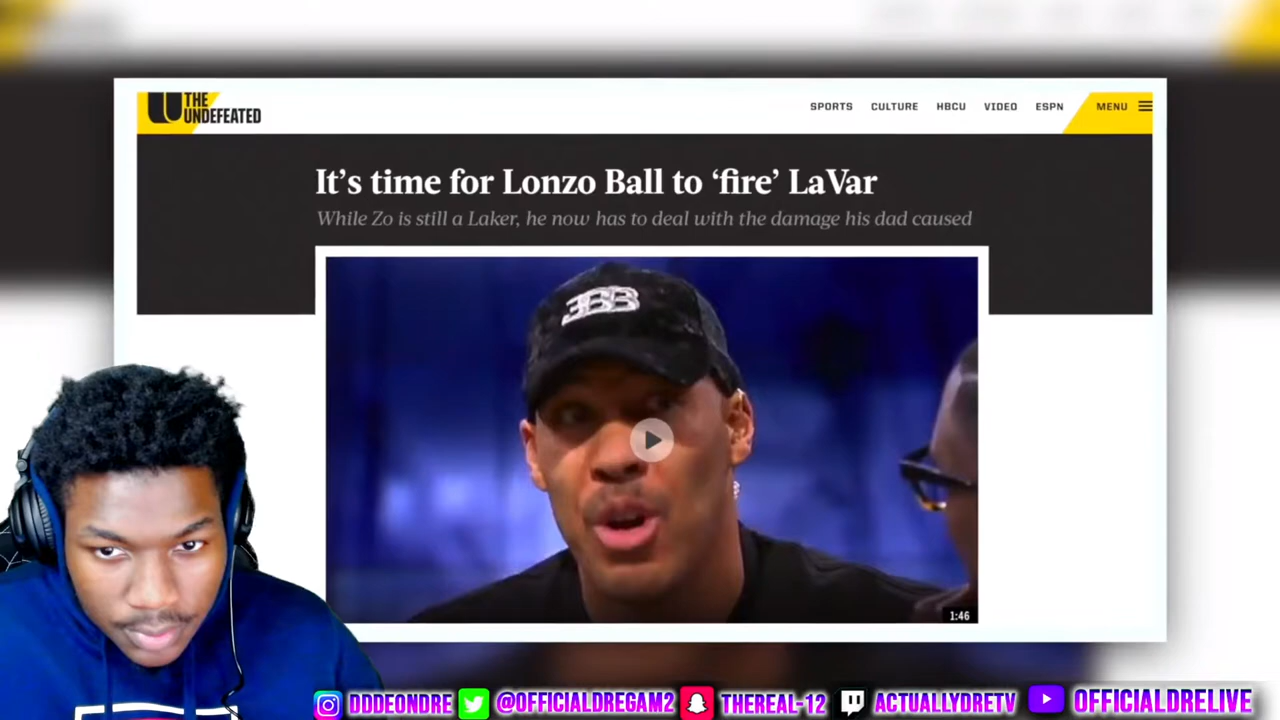 THE
UNDEFEATED
SPORTS CULTURE HBCU VIDEO ESPN MENU
It's time for Lonzo Ball to 'fire' LaVar
While Zo is still a Laker, he now has to deal with the damage his dad caused
BBB
1:46
DDDEONDRE @OFFICIALDREGAM2 THEREAL-12 ACTUALLYDRETV OFFICIALDRELIVE